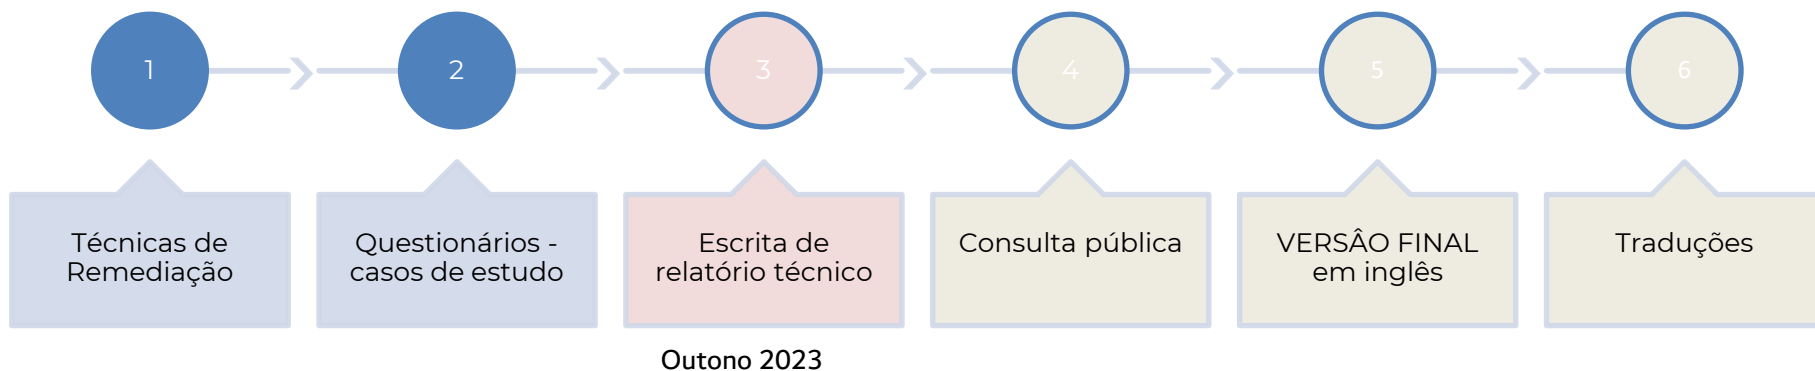 1
2
3
4
5
6
Técnicas de
Remediação
Questionários -
casos de estudo
Escrita de
relatório técnico
Consulta pública
VERSÂO FINAL
em inglês
Traduções
Outono 2023